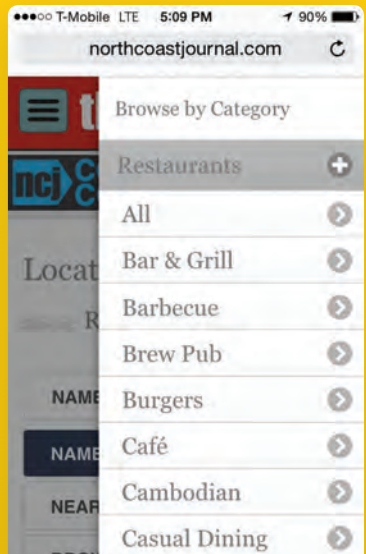 T-Mobile LTE 5:09 PM 90%
northcoastjournal.com
Browse by Category
Restaurants
All
Bar & Grill
Barbecue
Brew Pub
Burgers
Café
Cambodian
Casual Dining
ncj
Locat
R
NAME
NAME
NEAR